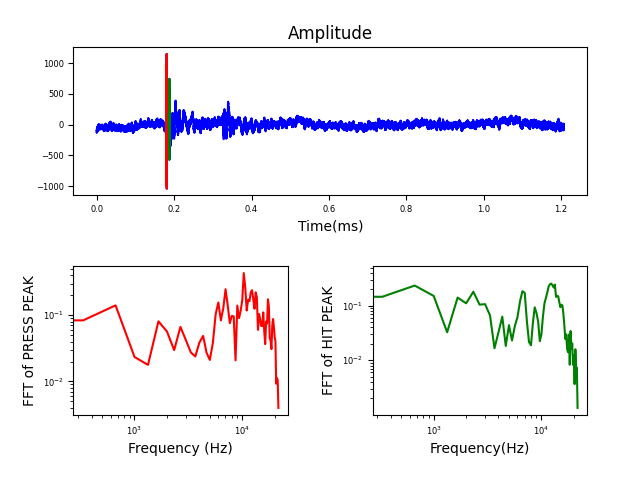 Amplitude
1000
500
0
−500
−1000
0.0 0.2 0.4 0.6 0.8 1.0 1.2
Time(ms)
FFT of PRESS PEAK
10⁻¹
10⁻²
10³ 10⁴
Frequency (Hz)
FFT of HIT PEAK
10⁻¹
10⁻²
10³ 10⁴
Frequency(Hz)